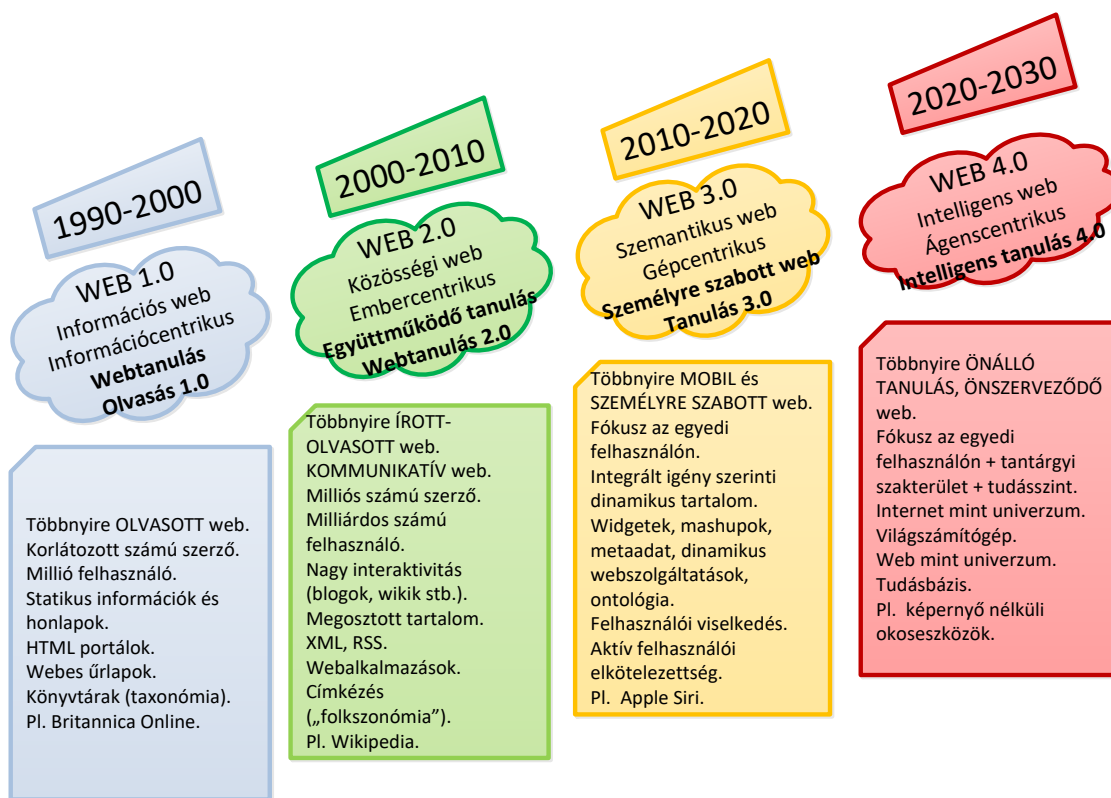 1990-2000
WEB 1.0
Információs web
Információcentrikus
Webtanulás
Olvasás 1.0
Többnyire OLVASOTT web.
Korlátozott számú szerző.
Millió felhasználó.
Statikus információk és
honlapok.
HTML portálok.
Webes űrlapok.
Könyvtárak (taxonómia).
Pl. Britannica Online.
2000-2010
WEB 2.0
Közösségi web
Embercentrikus
Együttműködő tanulás
Webtanulás 2.0
Többnyire ÍROTT-
OLVASOTT web.
KOMMUNIKATÍV web.
Milliós számú szerző.
Milliárdos számú
felhasználó.
Nagy interaktivitás
(blogok, wikik stb.).
Megosztott tartalom.
XML, RSS.
Webalkalmazások.
Címkézés
(„folkszonómia”).
Pl. Wikipedia.
2010-2020
WEB 3.0
Szemantikus web
Gépcentrikus
Személyre szabott web
Tanulás 3.0
Többnyire MOBIL és
SZEMÉLYRE SZABOTT web.
Fókusz az egyedi
felhasználón.
Integrált igény szerinti
dinamikus tartalom.
Widgetek, mashupok,
metaadat, dinamikus
webszolgáltatások,
ontológia.
Felhasználói viselkedés.
Aktív felhasználói
elkötelezettség.
Pl. Apple Siri.
2020-2030
WEB 4.0
Intelligens web
Ágenscentrikus
Intelligens tanulás 4.0
Többnyire ÖNÁLLÓ
TANULÁS, ÖNSZERVEZŐDŐ
web.
Fókusz az egyedi
felhasználón + tantárgyi
szakterület + tudásszint.
Internet mint univerzum.
Világszámítógép.
Web mint univerzum.
Tudásbázis.
Pl. képernyő nélküli
okoseszközök.